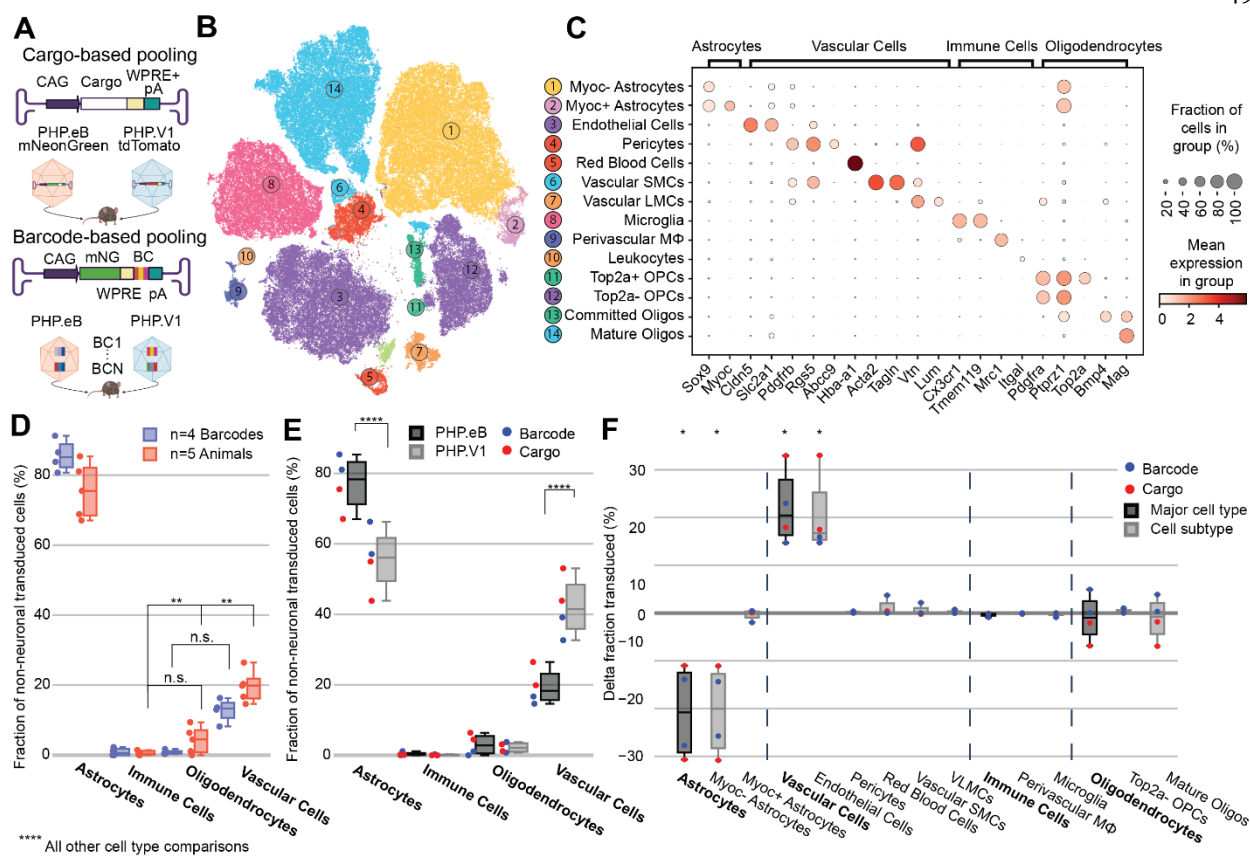 A
Cargo-based pooling
CAG Cargo WPRE+
pA
PHP.eB PHP.V1
mNeonGreen tdTomato
Barcode-based pooling
CAG mNG BC
WPRE pA
PHP.eB PHP.V1
BC1
BCN
B
14
1
8
6
4
2
13
12
10
9
3
11
7
5
C
Astrocytes Vascular Cells Immune Cells Oligodendrocytes
1 Myoc- Astrocytes
2 Myoc+ Astrocytes
3 Endothelial Cells
4 Pericytes
5 Red Blood Cells
6 Vascular SMCs
7 Vascular LMCs
8 Microglia
9 Perivascular MΦ
10 Leukocytes
11 Top2a+ OPCs
12 Top2a- OPCs
13 Committed Oligos
14 Mature Oligos
Sox9 Myoc Cldn5 Slc2a1 Pdgfrb Rgs5 Abcc9 Hba-a1 Acta2 Tagln Vtn Lum Cx3cr1 Tmem119 Mrc1 Itgal Pdgfra Ptprz1 Top2a Bmp4 Mag
Fraction of
cells in
group (%)
20 40 60 80 100
Mean
expression
in group
0 2 4
D
n=4 Barcodes
n=5 Animals
Fraction of non-neuronal transduced cells (%)
80
60
40
20
0
** **
n.s.
n.s.
Astrocytes Immune Cells Oligodendrocytes Vascular Cells
**** All other cell type comparisons
E
PHP.eB Barcode
PHP.V1 Cargo
Fraction of non-neuronal transduced cells (%)
80
60
40
20
0
****
****
Astrocytes Immune Cells Oligodendrocytes Vascular Cells
F
* * * *
Barcode
Cargo
Major cell type
Cell subtype
Delta fraction transduced (%)
30
20
10
0
−10
−20
−30
Astrocytes Myoc- Astrocytes Myoc+ Astrocytes Vascular Cells Endothelial Cells Pericytes Red Blood Cells Vascular SMCs VLMCs Immune Cells Perivascular MΦ Microglia Oligodendrocytes Top2a- OPCs Mature Oligos